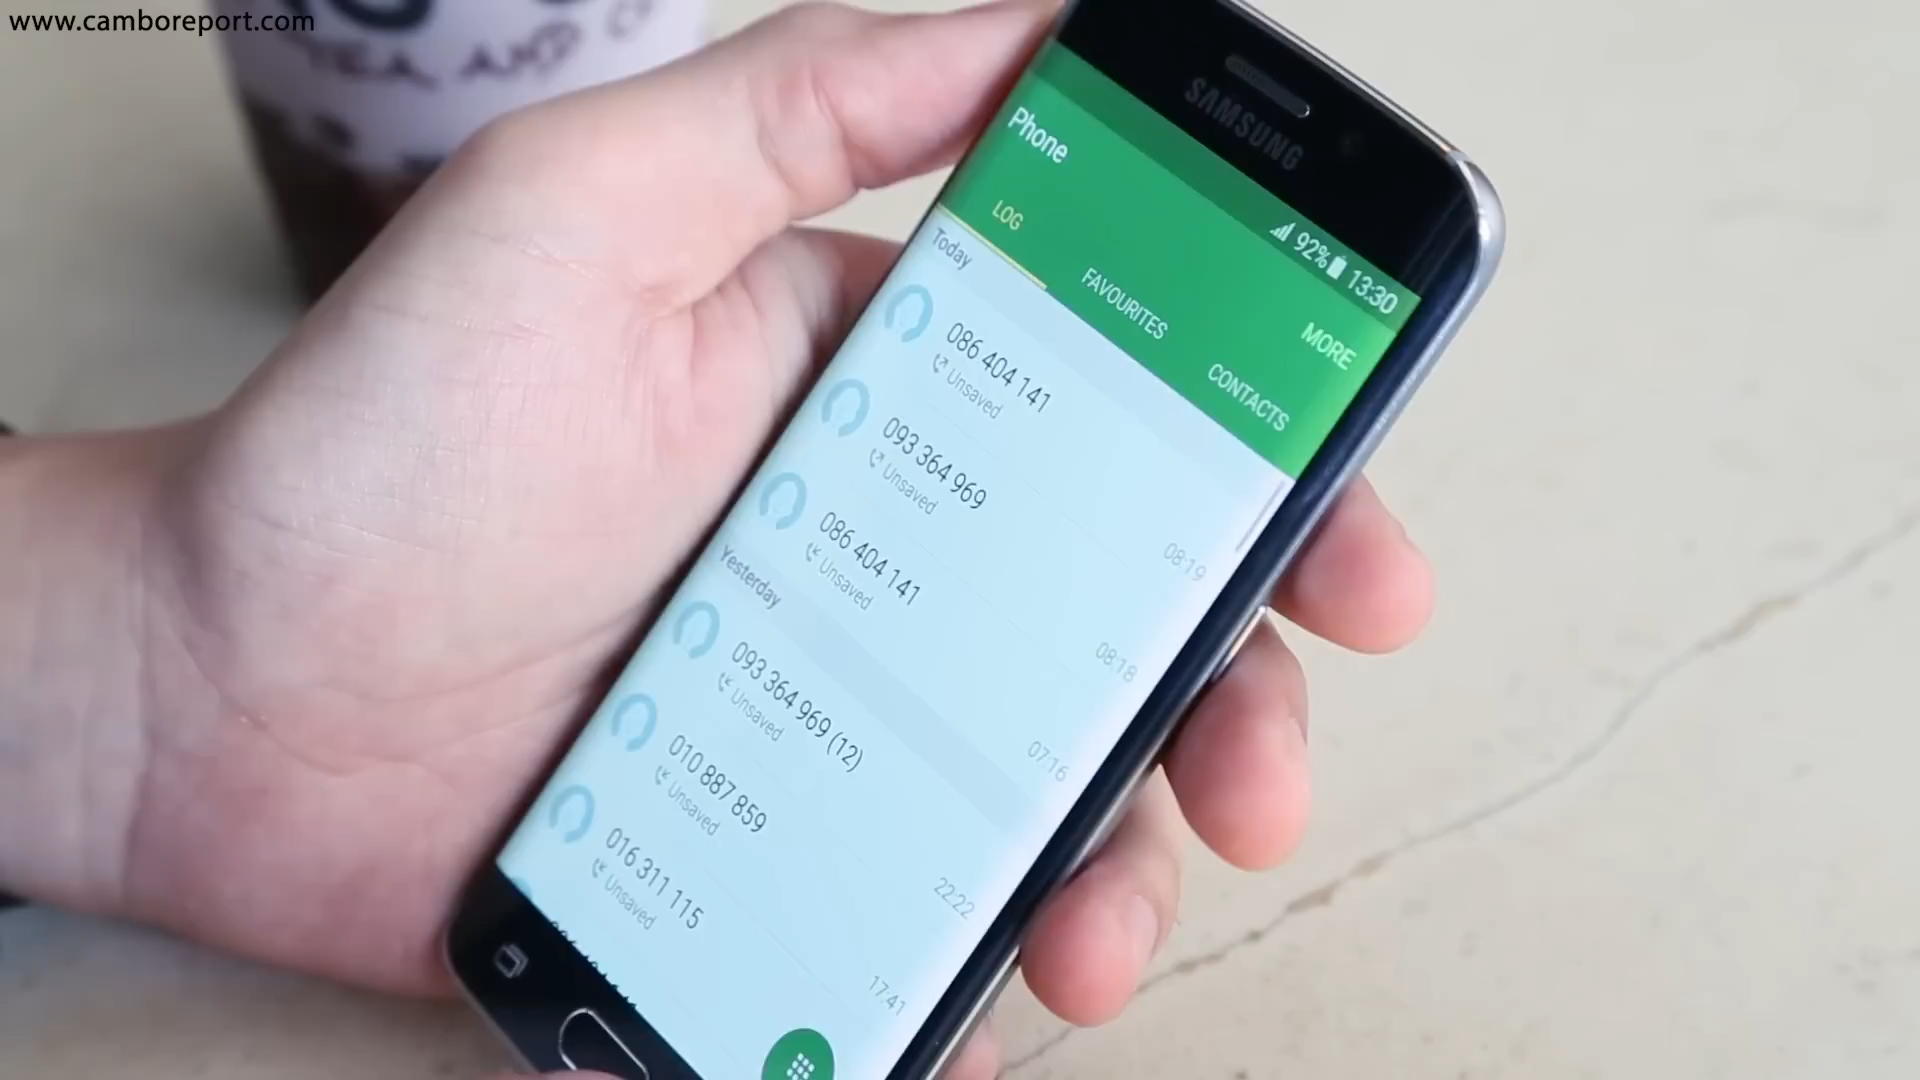 www.camboreport.com
TEA AND
SAMSUNG
92% 13:30
Phone
MORE
LOG
FAVOURITES
CONTACTS
Today
086 404 141
Unsaved
08:19
093 364 969
Unsaved
08:18
086 404 141
Unsaved
07:16
Yesterday
093 364 969 (12)
Unsaved
22:22
010 887 859
Unsaved
17:41
016 311 115
Unsaved